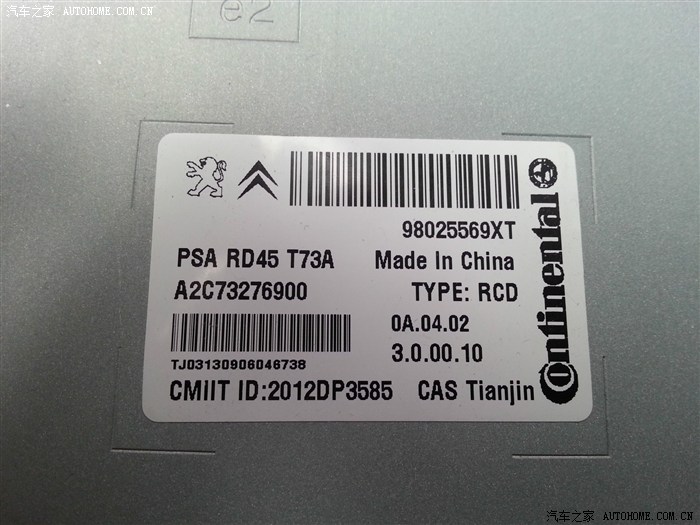 汽车之家 AUTOHOME.COM.CN
e2
98025569XT
PSA RD45 T73A
Made In China
A2C73276900
TYPE: RCD
0A.04.02
3.0.00.10
TJ03130906046738
CMIIT ID:2012DP3585
CAS Tianjin
Continental
汽车之家 AUTOHOME.COM.CN